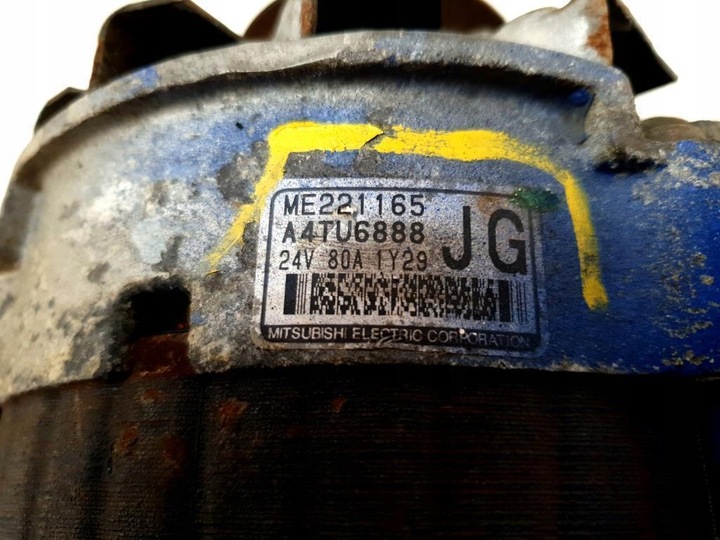 ME221165
A4TU6888
JG
24V 80A 1Y29
MITSUBISHI ELECTRIC CORPORATION